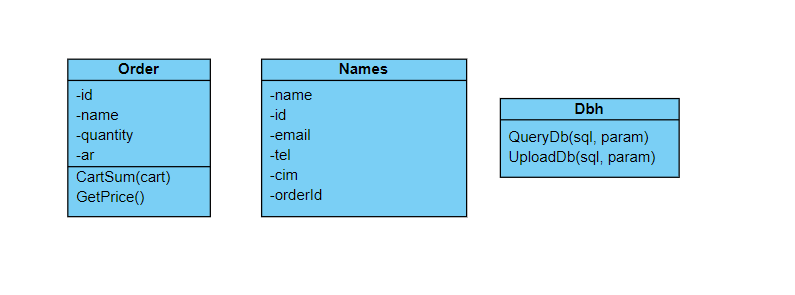 Order
-id
-name
-quantity
-ar
CartSum(cart)
GetPrice()
Names
-name
-id
-email
-tel
-cim
-orderId
Dbh
QueryDb(sql, param)
UploadDb(sql, param)